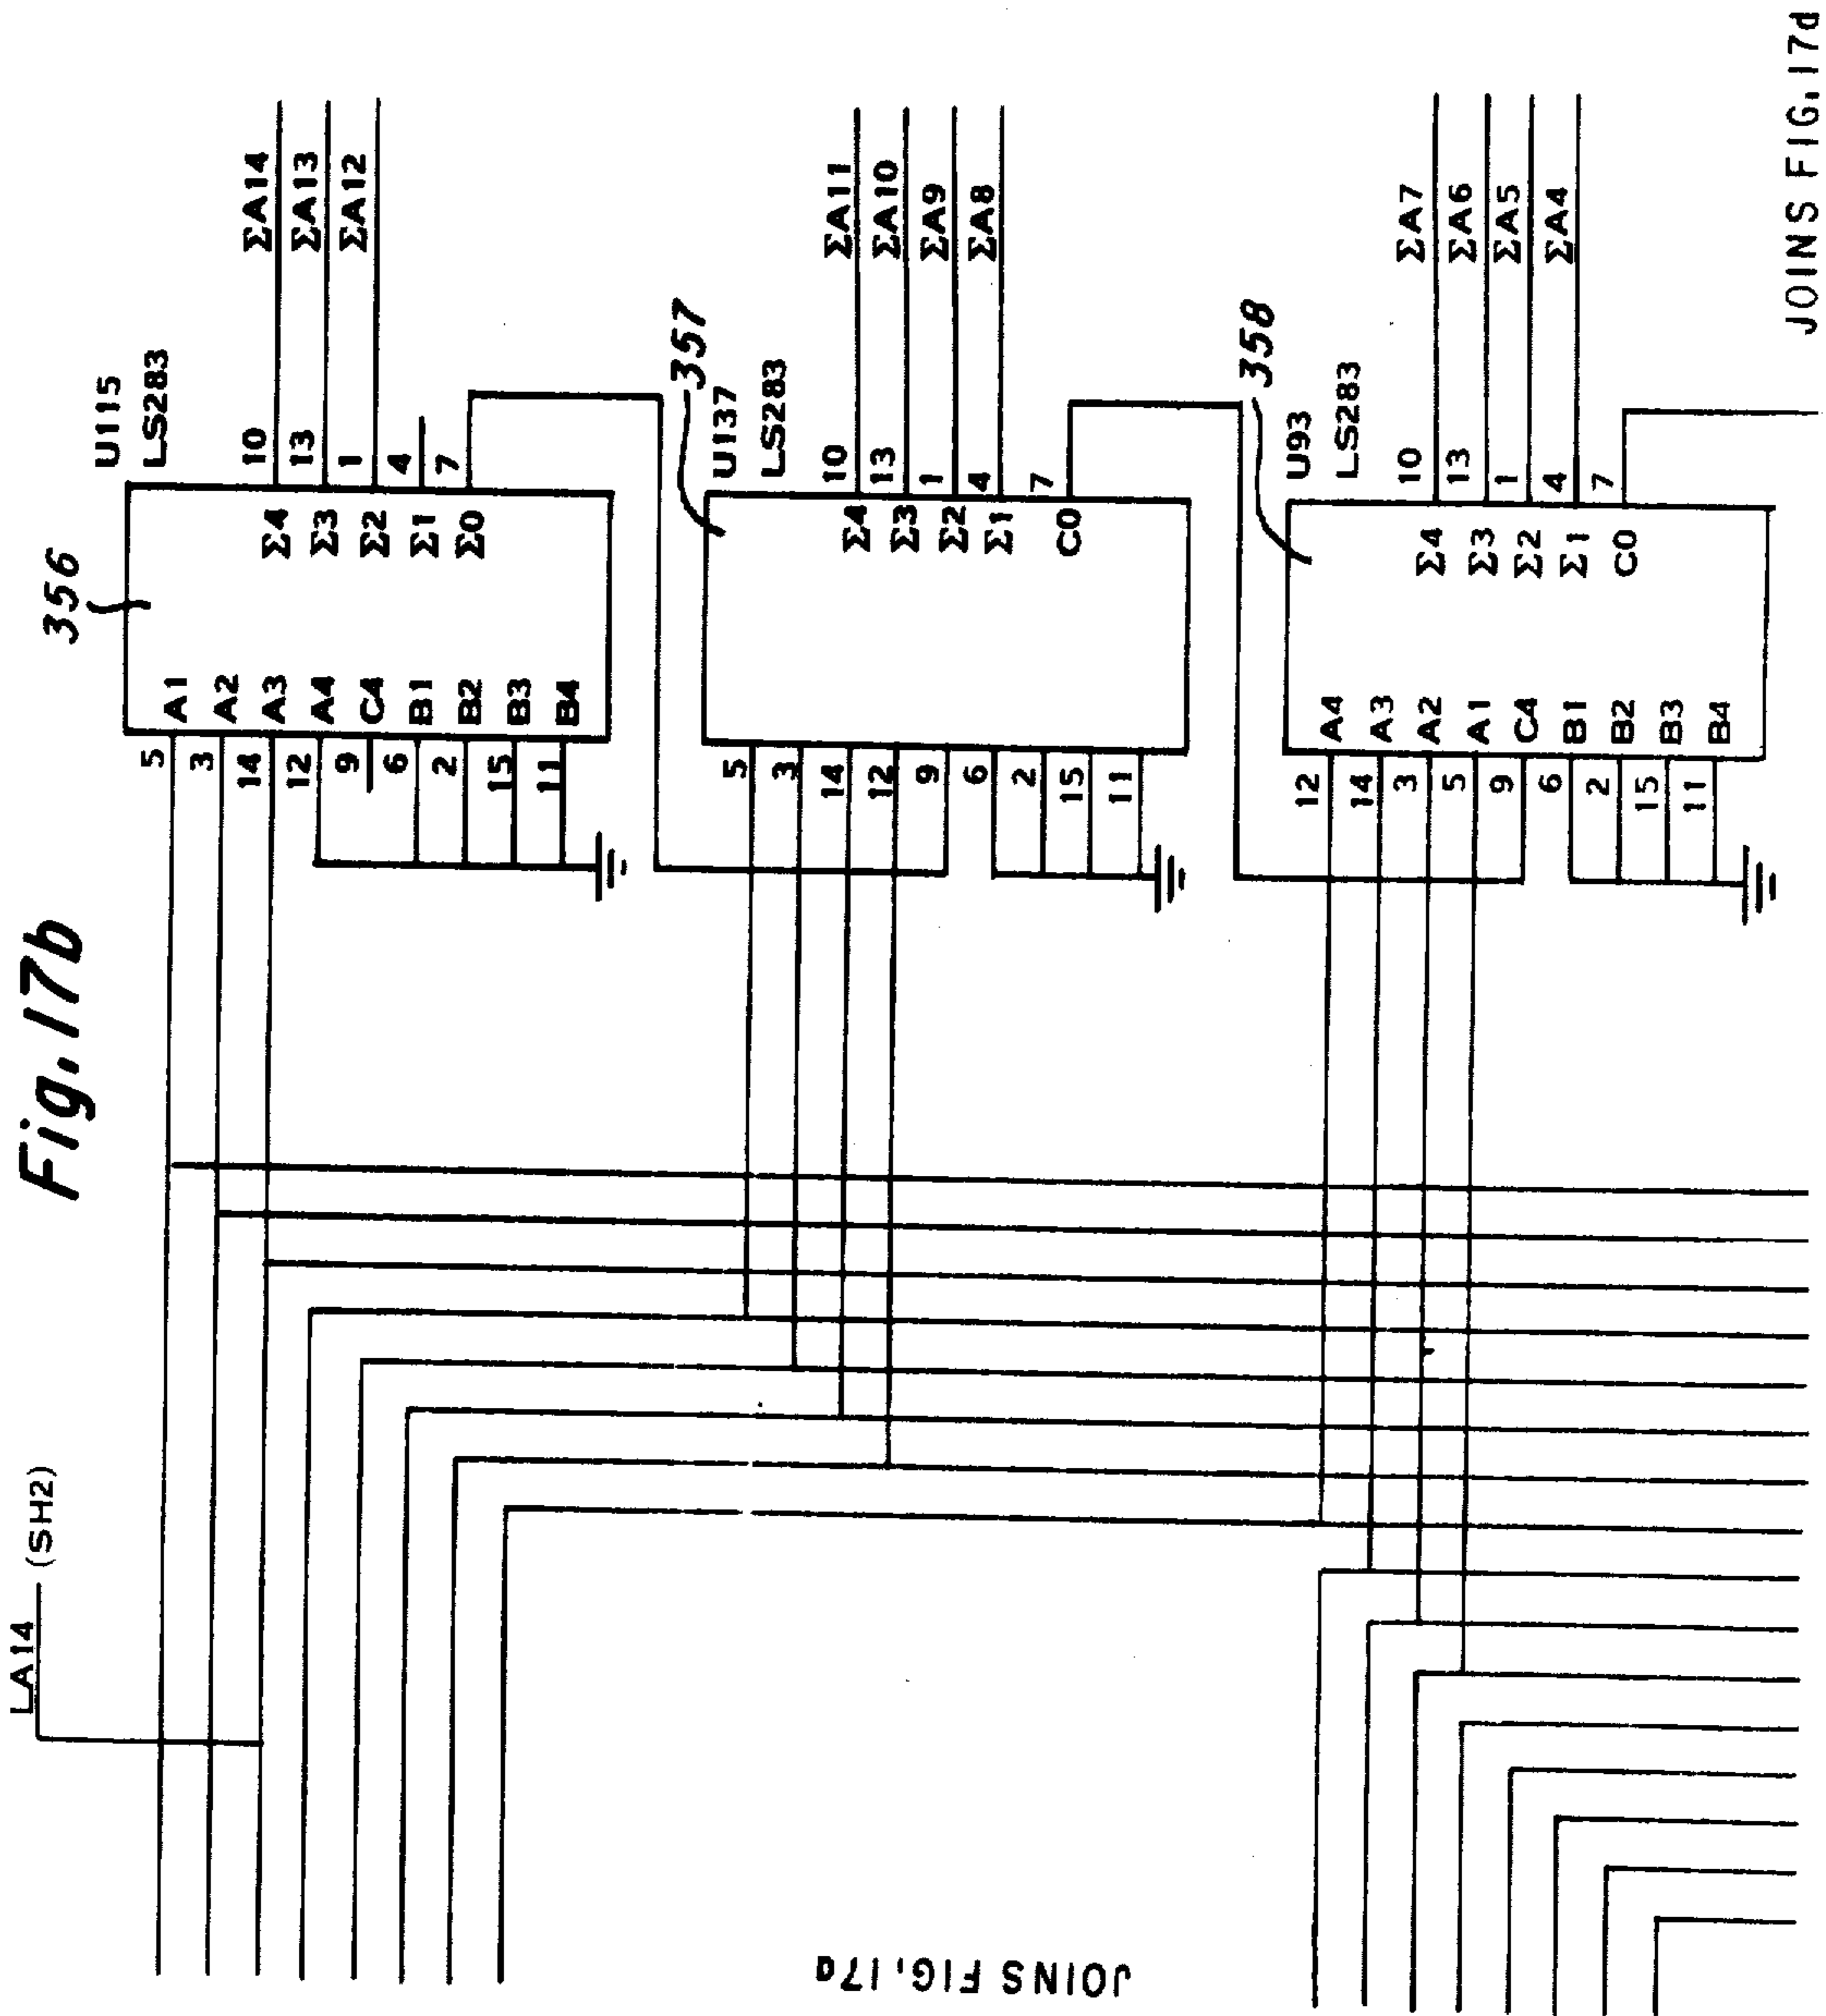 Fig. 17b
LA14 (SH2)
JOINS FIG. 17a
356
U115
LS283
5 A1
3 A2
14 A3
12 A4
9 C4
6 B1
2 B2
15 B3
11 B4
Σ4 10 ΣA14
Σ3 13 ΣA13
Σ2 1 ΣA12
Σ1 4
Σ0 7
357
U137
LS283
5
3
14
12
9
6
2
15
11
Σ4 10 ΣA11
Σ3 13 ΣA10
Σ2 1 ΣA9
Σ1 4 ΣA8
C0 7
358
U93
LS283
12 A4
14 A3
3 A2
5 A1
9 C4
6 B1
2 B2
15 B3
11 B4
Σ4 10 ΣA7
Σ3 13 ΣA6
Σ2 1 ΣA5
Σ1 4 ΣA4
C0 7
JOINS FIG. 17d